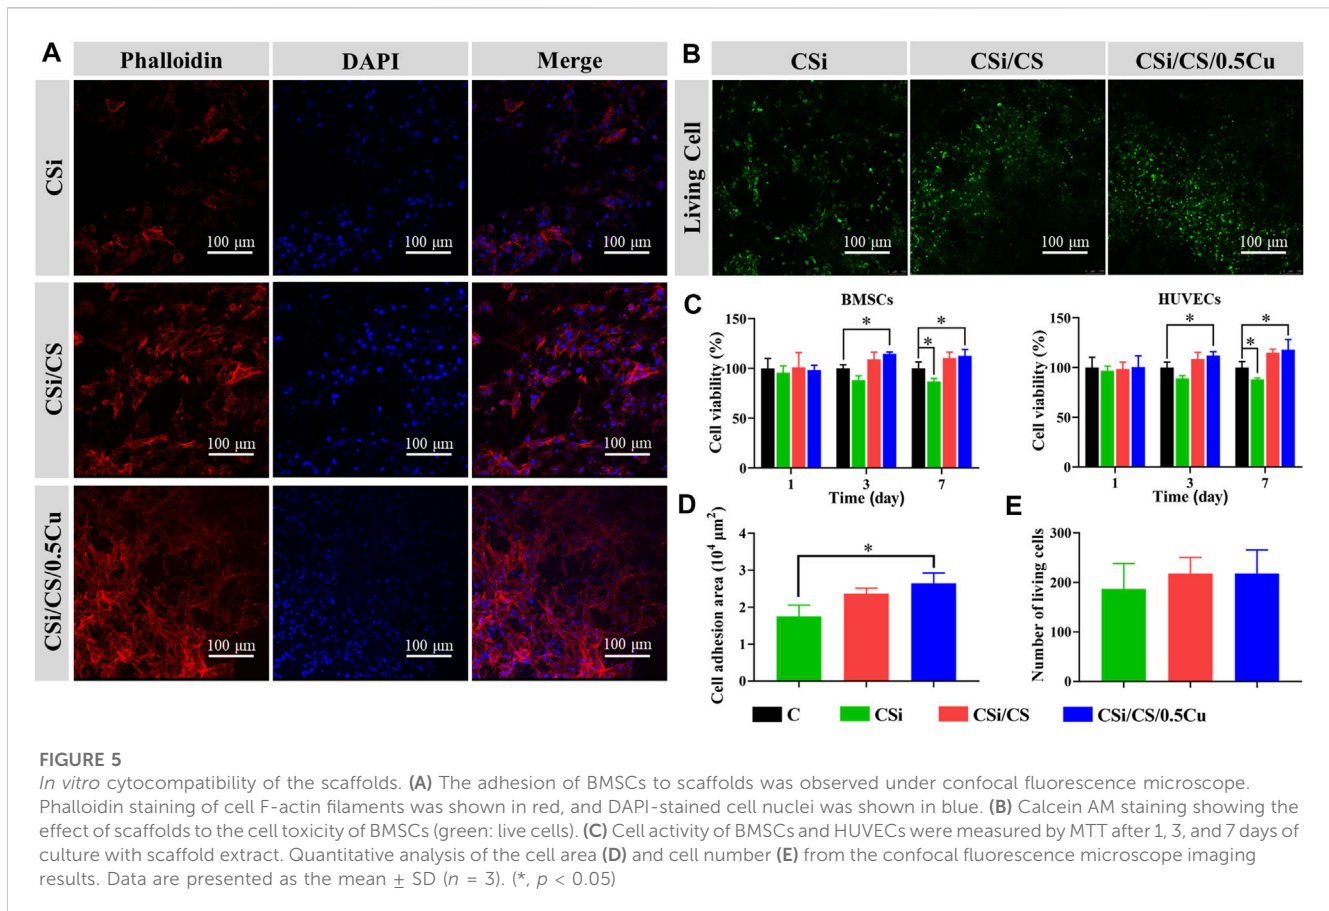 A
Phalloidin
DAPI
Merge
CSi
100 μm
100 μm
100 μm
CSi/CS
100 μm
100 μm
100 μm
CSi/CS/0.5Cu
100 μm
100 μm
100 μm
B
CSi
CSi/CS
CSi/CS/0.5Cu
Living Cell
100 μm
100 μm
100 μm
C
BMSCs
Cell viability (%)
150
100
50
0
*
*
*
1
3
7
Time (day)
HUVECs
Cell viability (%)
150
100
50
0
*
*
*
1
3
7
Time (day)
D
Cell adhesion area (10⁴ μm²)
4
3
2
1
0
*
E
Number of living cells
300
200
100
0
C
CSi
CSi/CS
CSi/CS/0.5Cu
FIGURE 5
In vitro cytocompatibility of the scaffolds. (A) The adhesion of BMSCs to scaffolds was observed under confocal fluorescence microscope.
Phalloidin staining of cell F-actin filaments was shown in red, and DAPI-stained cell nuclei was shown in blue. (B) Calcein AM staining showing the
effect of scaffolds to the cell toxicity of BMSCs (green: live cells). (C) Cell activity of BMSCs and HUVECs were measured by MTT after 1, 3, and 7 days of
culture with scaffold extract. Quantitative analysis of the cell area (D) and cell number (E) from the confocal fluorescence microscope imaging
results. Data are presented as the mean ± SD (n = 3). (*, p < 0.05)